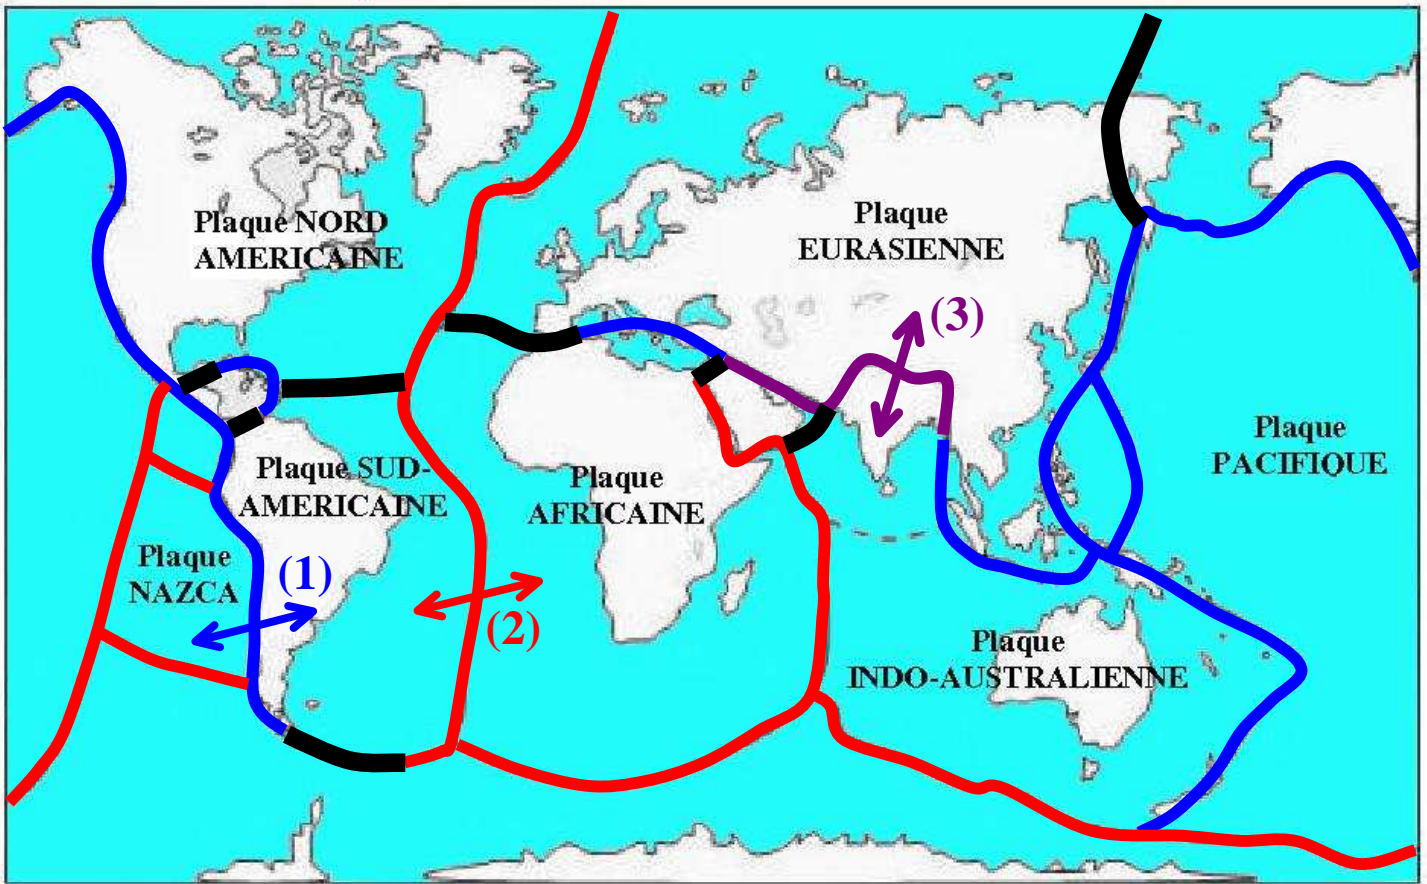 Plaque NORD
AMERICAINE
Plaque
EURASIENNE
(3)
Plaque SUD-
AMERICAINE
Plaque
AFRICAINE
Plaque
PACIFIQUE
Plaque
NAZCA
(1)
(2)
Plaque
INDO-AUSTRALIENNE